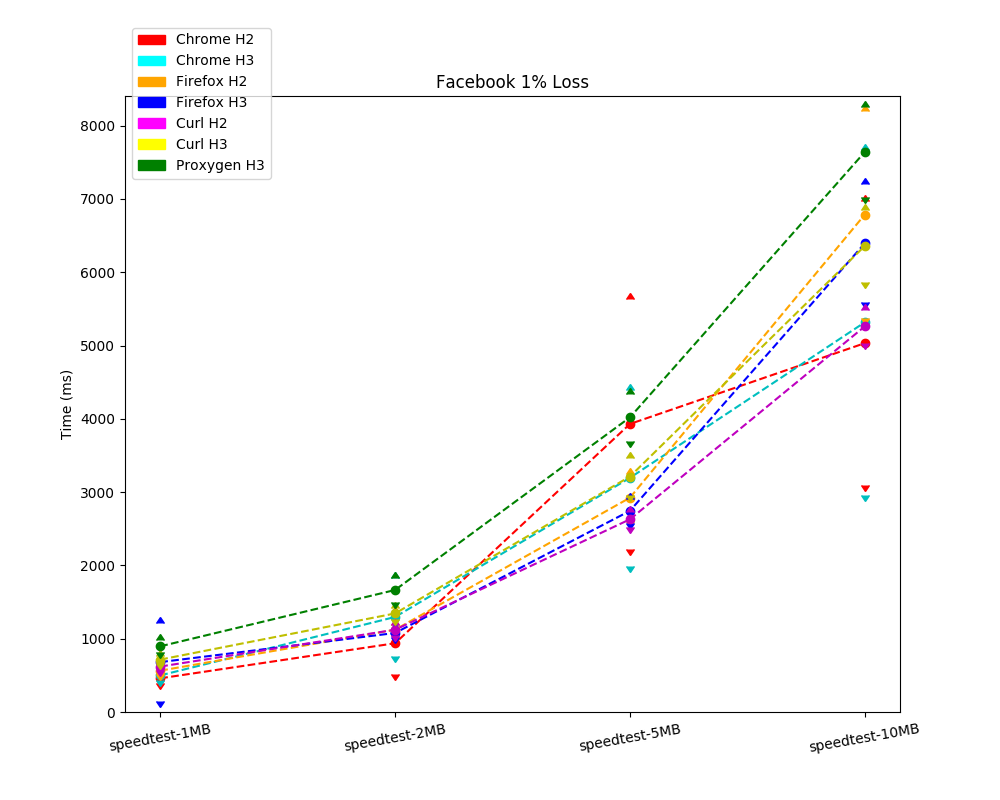 Chrome H2
Chrome H3
Firefox H2
Firefox H3
Curl H2
Curl H3
Proxygen H3
Facebook 1% Loss
8000
7000
6000
5000
4000
3000
2000
1000
0
Time (ms)
speedtest-1MB
speedtest-2MB
speedtest-5MB
speedtest-10MB